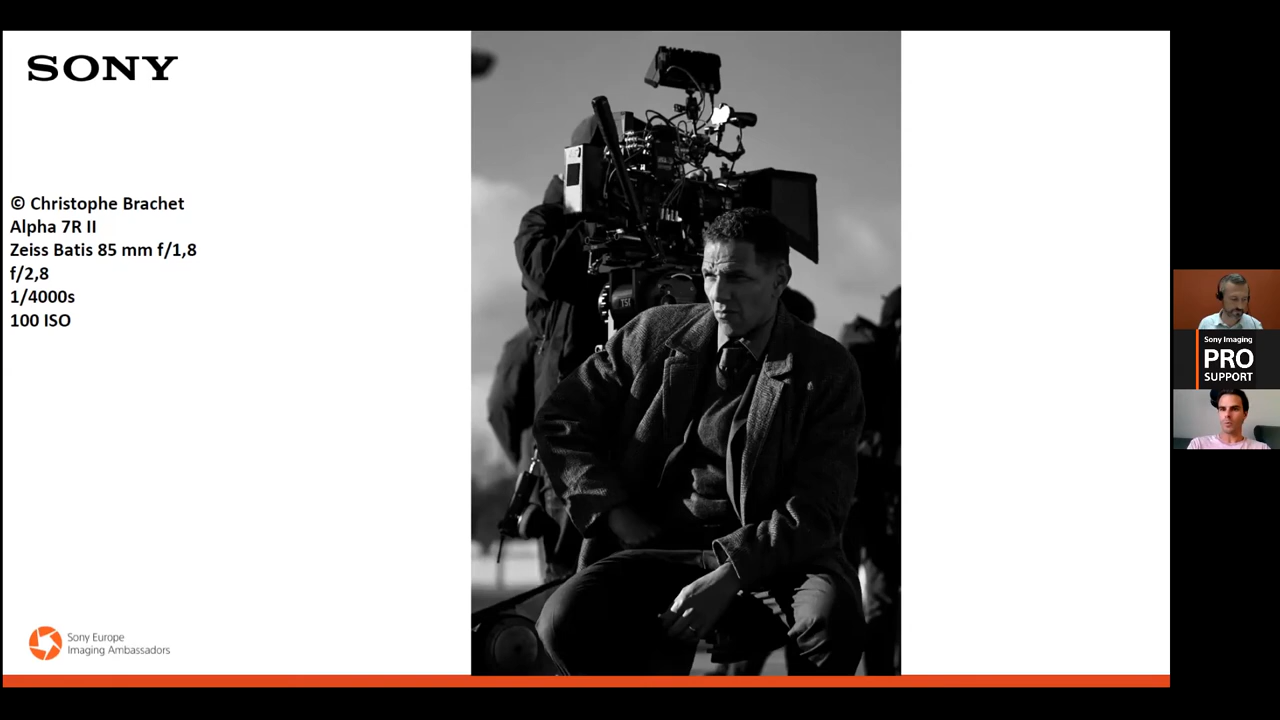 SONY
© Christophe Brachet
Alpha 7R II
Zeiss Batis 85 mm f/1,8
f/2,8
1/4000s
100 ISO
Sony Europe
Imaging Ambassadors
Sony Imaging
PRO
SUPPORT